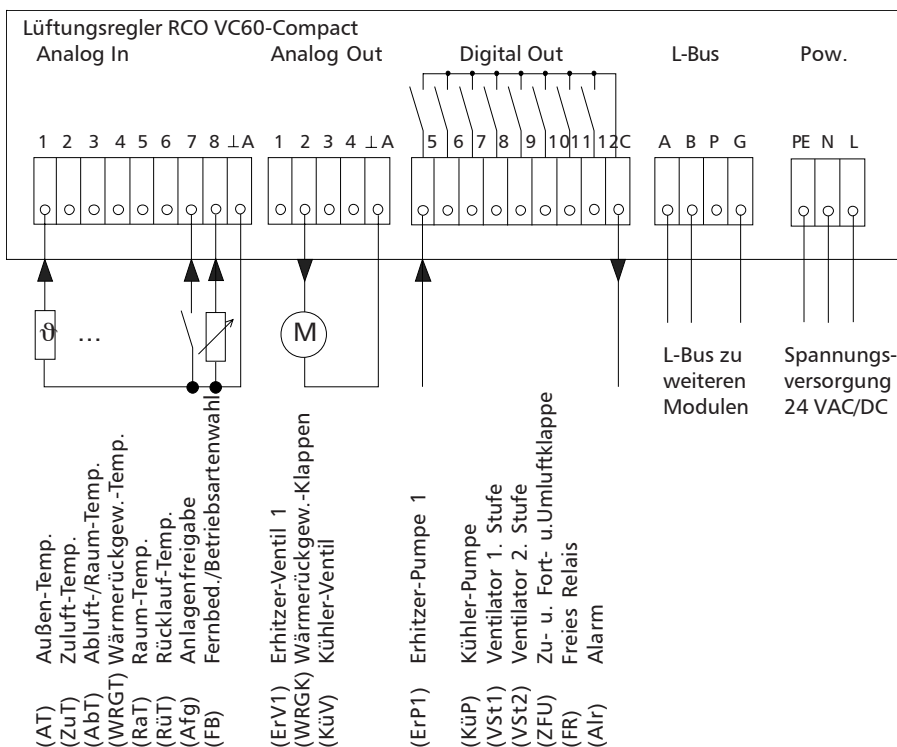 Lüftungsregler RCO VC60-Compact
Analog In Analog Out Digital Out L-Bus Pow.
1 2 3 4 5 6 7 8 ⊥A 1 2 3 4 ⊥A 5 6 7 8 9 10 11 12C A B P G PE N L
ϑ ... M
L-Bus zu
weiteren
Modulen
Spannungs-
versorgung
24 VAC/DC
(AT) Außen-Temp.
(ZuT) Zuluft-Temp.
(AbT) Abluft-/Raum-Temp.
(WRGT) Wärmerückgew.-Temp.
(RaT) Raum-Temp.
(RüT) Rücklauf-Temp.
(Afg) Anlagenfreigabe
(FB) Fernbed./Betriebsartenwahl
(ErV1) Erhitzer-Ventil 1
(WRGK) Wärmerückgew.-Klappen
(KüV) Kühler-Ventil
(ErP1) Erhitzer-Pumpe 1
(KüP) Kühler-Pumpe
(VSt1) Ventilator 1. Stufe
(VSt2) Ventilator 2. Stufe
(ZFU) Zu- u. Fort- u.Umluftklappe
(FR) Freies Relais
(Alr) Alarm